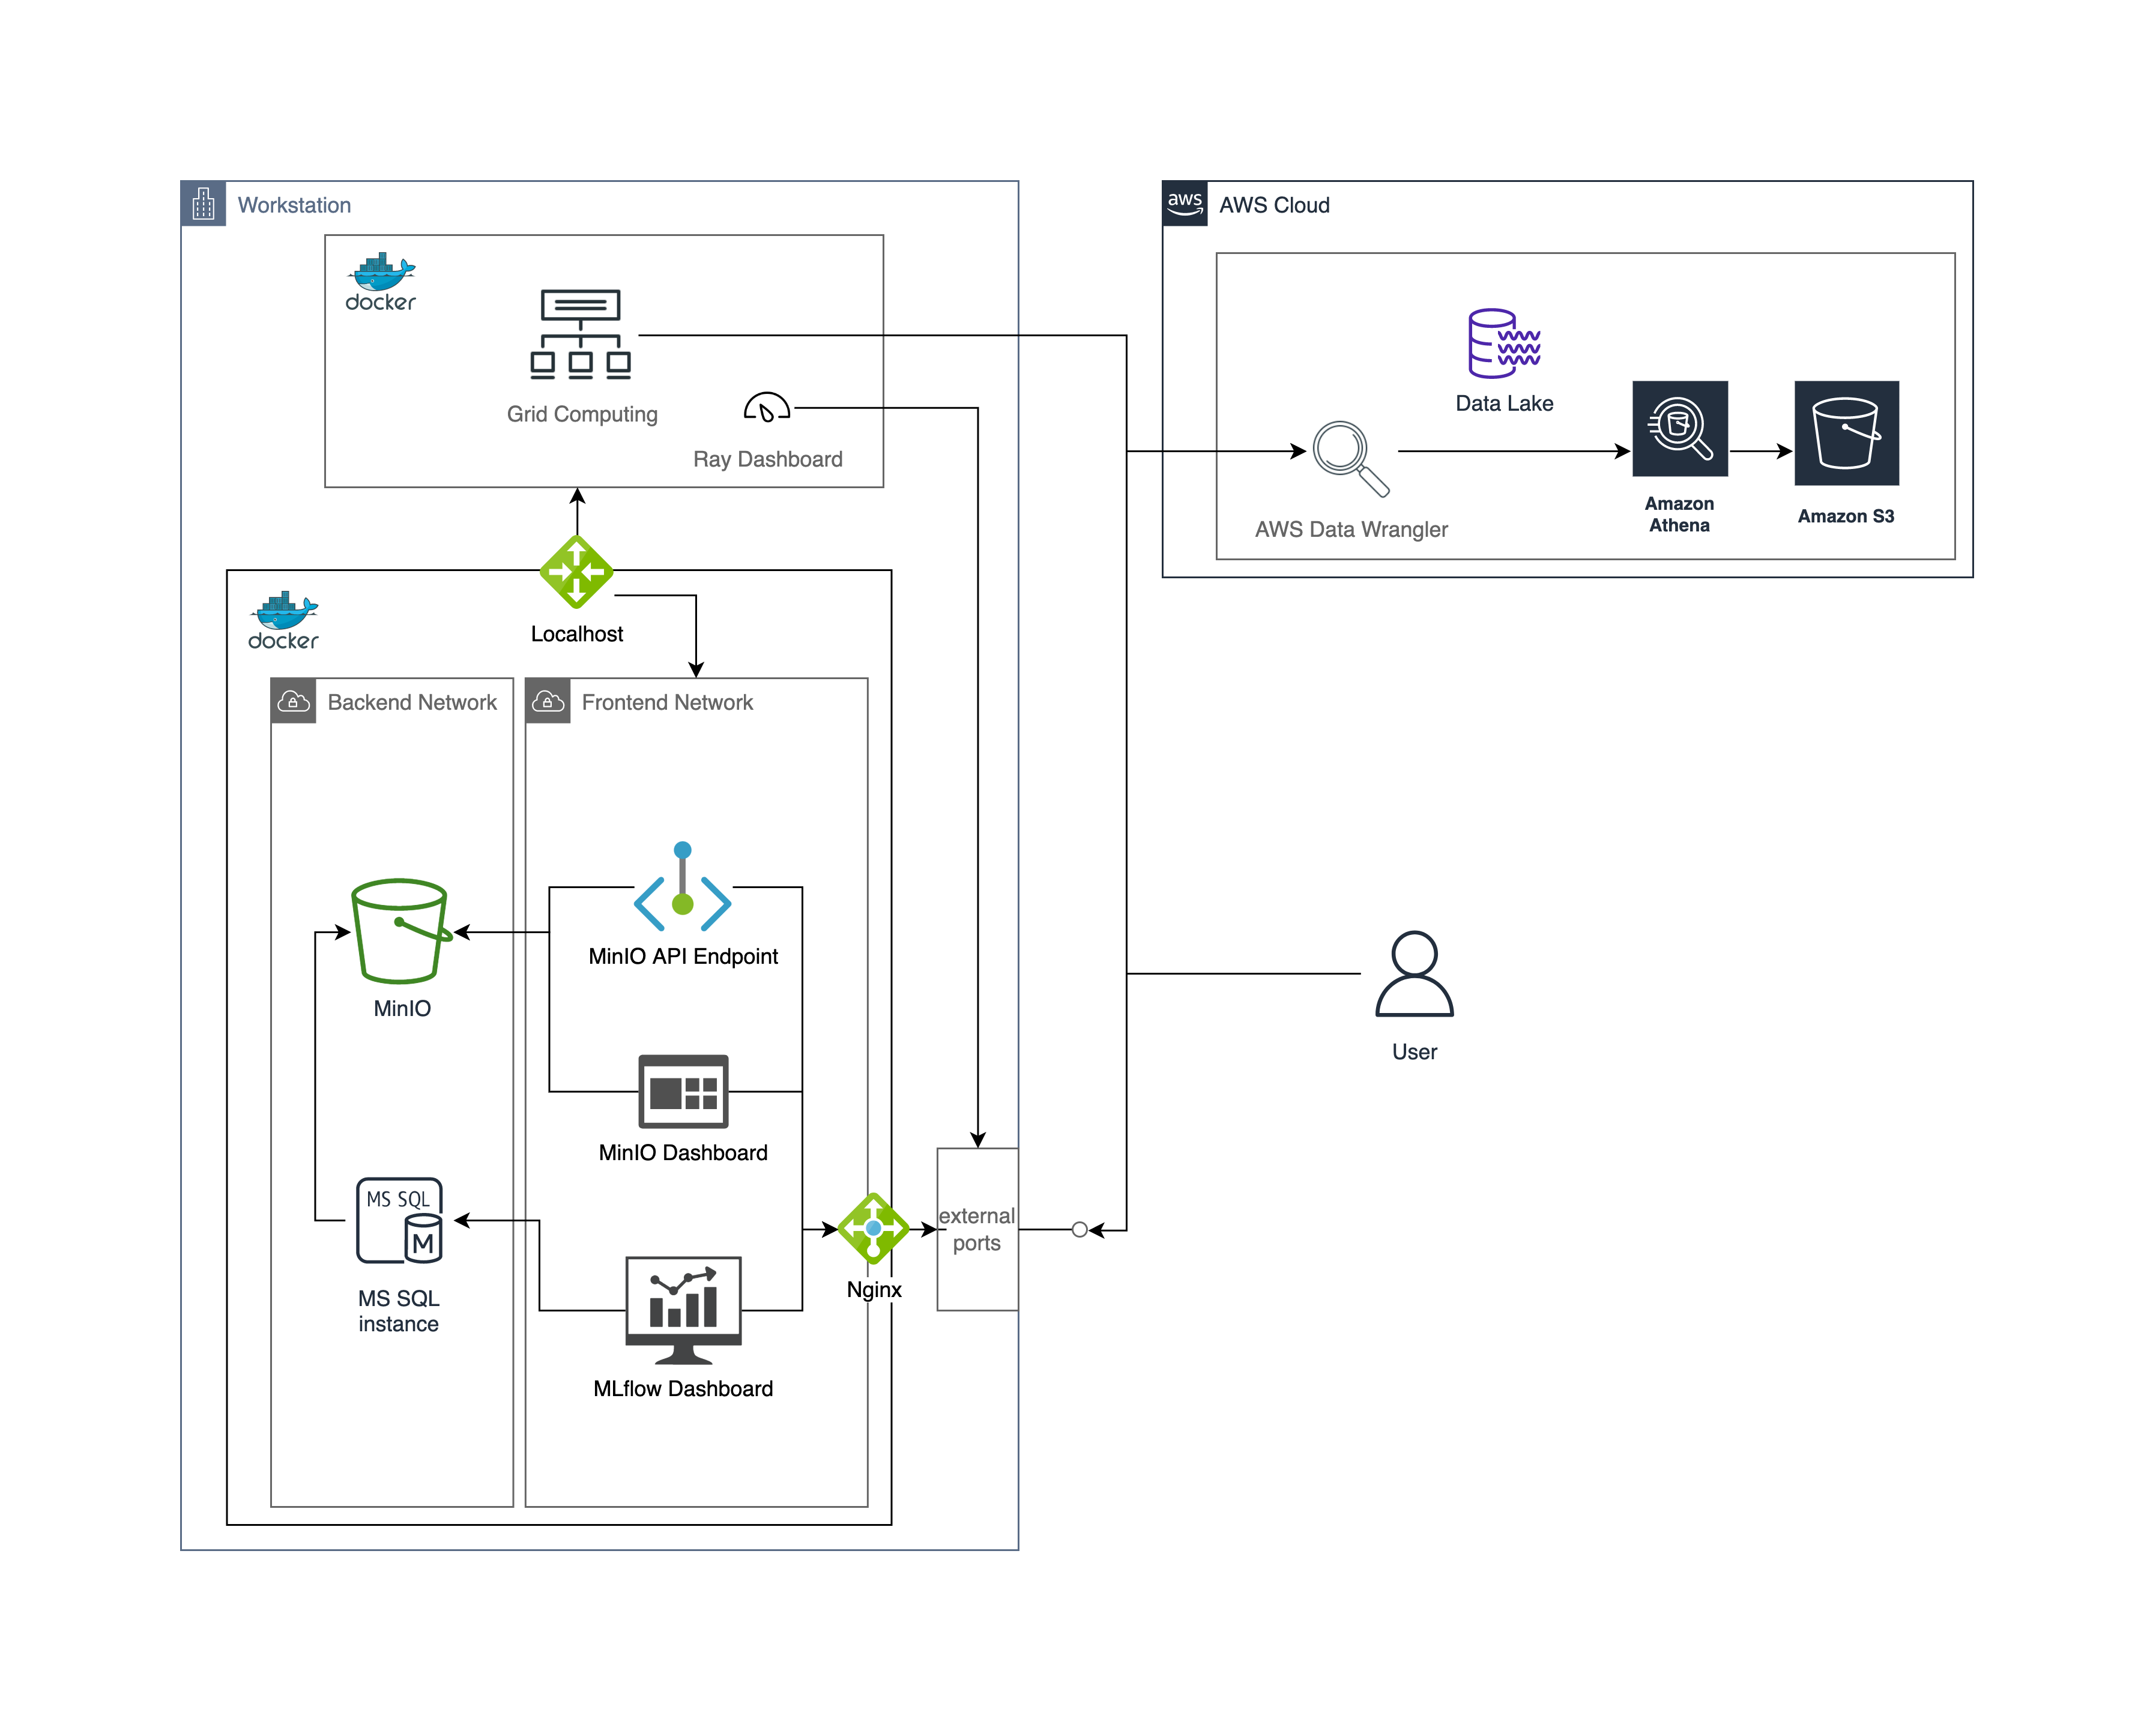 Workstation
docker
Grid Computing
Ray Dashboard
Localhost
docker
Backend Network
Frontend Network
MinIO API Endpoint
MinIO
MinIO Dashboard
MS SQL
M
MS SQL
instance
MLflow Dashboard
Nginx
external
ports
aws
AWS Cloud
Data Lake
AWS Data Wrangler
Amazon
Athena
Amazon S3
User